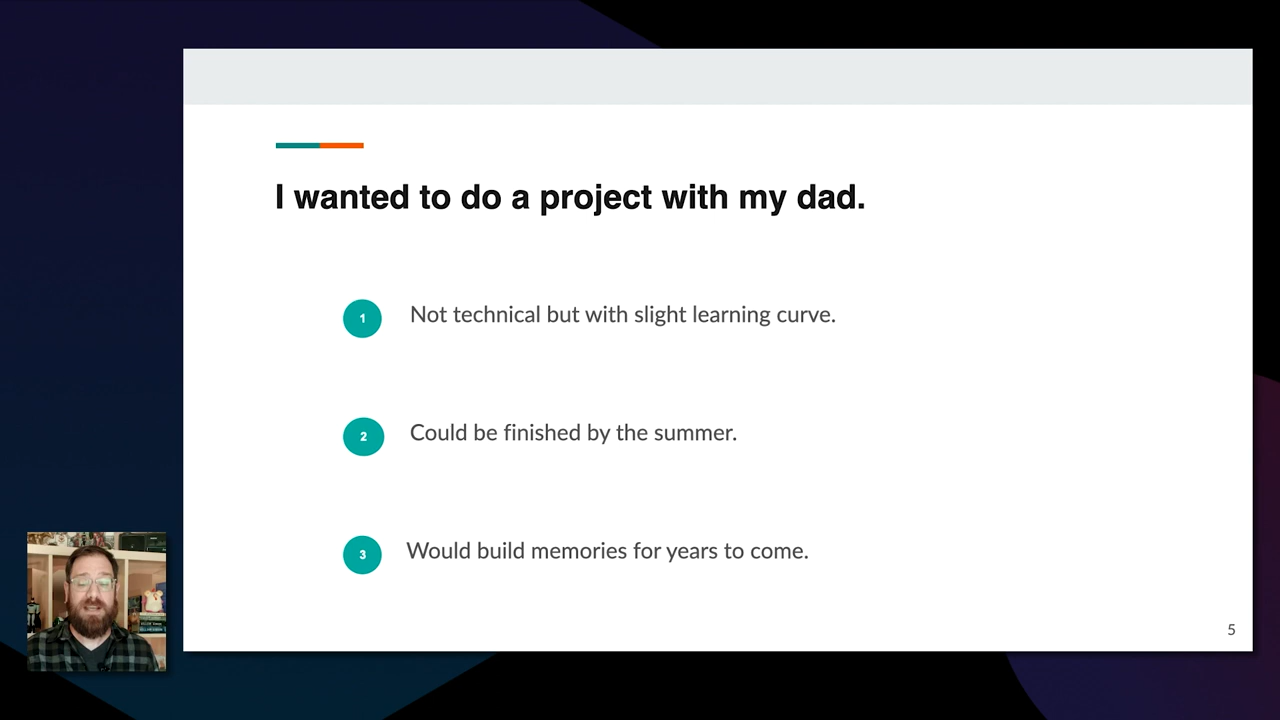 I wanted to do a project with my dad.
1 Not technical but with slight learning curve.
2 Could be finished by the summer.
3 Would build memories for years to come.
5